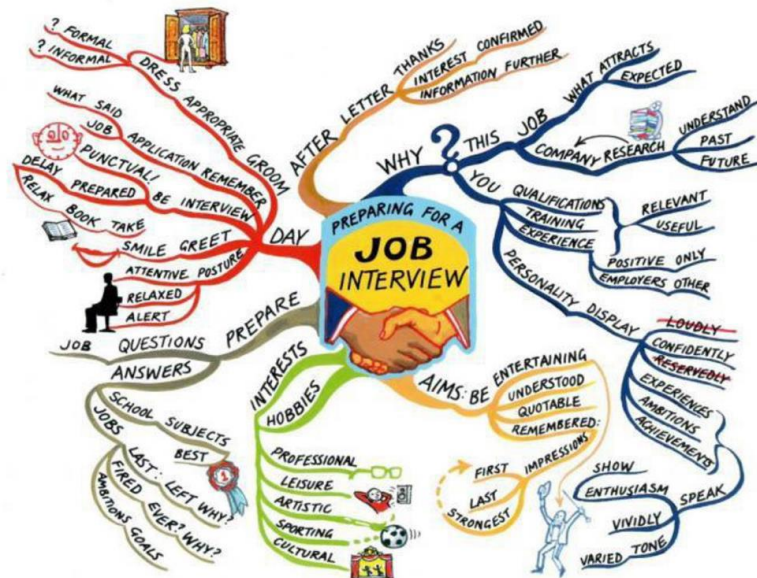 PREPARING FOR A
JOB
INTERVIEW
AFTER LETTER THANKS
INTEREST CONFIRMED
INFORMATION FURTHER
WHY
?
THIS JOB
WHAT ATTRACTS
EXPECTED
COMPANY RESEARCH
UNDERSTAND
PAST
FUTURE
YOU
QUALIFICATIONS
TRAINING
EXPERIENCE
RELEVANT
USEFUL
POSITIVE ONLY
EMPLOYERS OTHER
PERSONALITY DISPLAY
LOUDLY
CONFIDENTLY
RESERVEDLY
EXPERIENCES
AMBITIONS
ACHIEVEMENTS
SPEAK
SHOW
ENTHUSIASM
VIVIDLY
VARIED TONE
AIMS: BE
ENTERTAINING
UNDERSTOOD
QUOTABLE
REMEMBERED:
IMPRESSIONS
FIRST
LAST
STRONGEST
INTERESTS
HOBBIES
PROFESSIONAL
LEISURE
ARTISTIC
SPORTING
CULTURAL
PREPARE
QUESTIONS
JOB
ANSWERS
SCHOOL SUBJECTS
BEST
1
JOBS
LAST: LEFT WHY?
FIRED EVER? WHY?
AMBITIONS GOALS
DAY
DRESS APPROPRIATE GROOM
? FORMAL
? INFORMAL
APPLICATION REMEMBER
WHAT SAID
JOB
PUNCTUAL!
BE INTERVIEW
PREPARED
DELAY
RELAX BOOK TAKE
SMILE GREET
ATTENTIVE POSTURE
RELAXED
ALERT